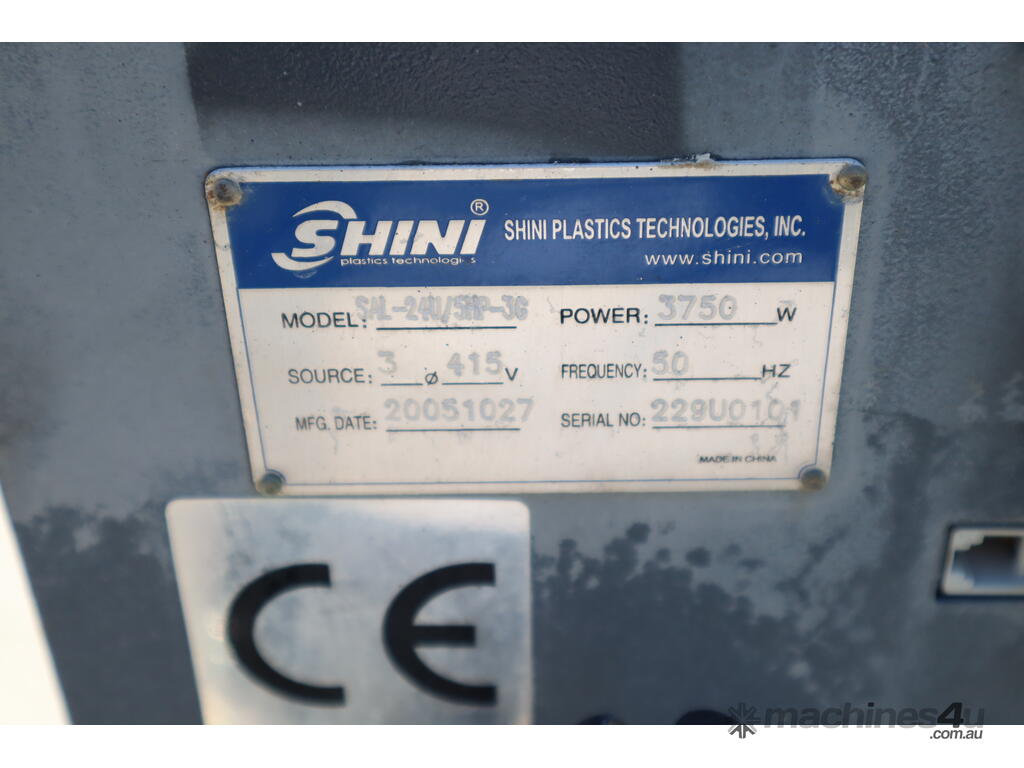 SHINI®
plastics technologies
SHINI PLASTICS TECHNOLOGIES, INC.
www.shini.com
MODEL: SAL-24U/5HP-3G
POWER: 3750 W
SOURCE: 3 ø 415 V
FREQUENCY: 50 HZ
MFG. DATE: 20051027
SERIAL NO: 229U0101
MADE IN CHINA
CE
machines4u
.com.au